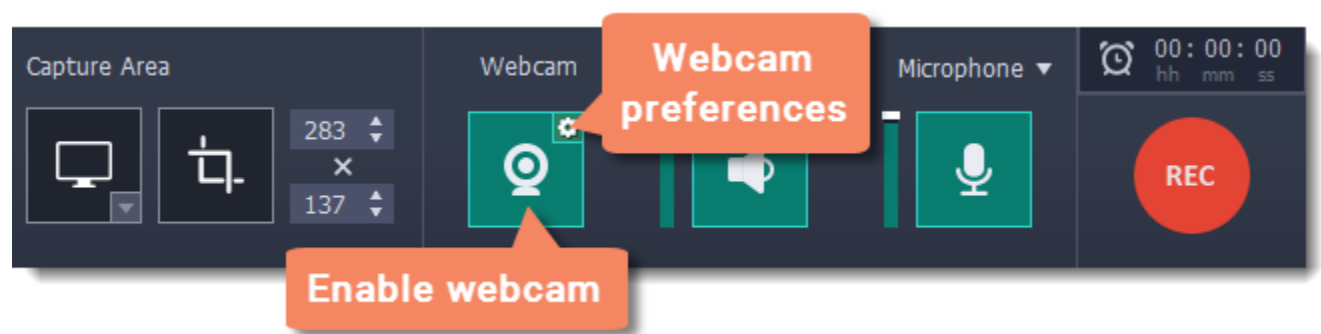 Capture Area
283
137
Webcam
Webcam
preferences
Enable webcam
Microphone
00:00:00
hh mm ss
REC